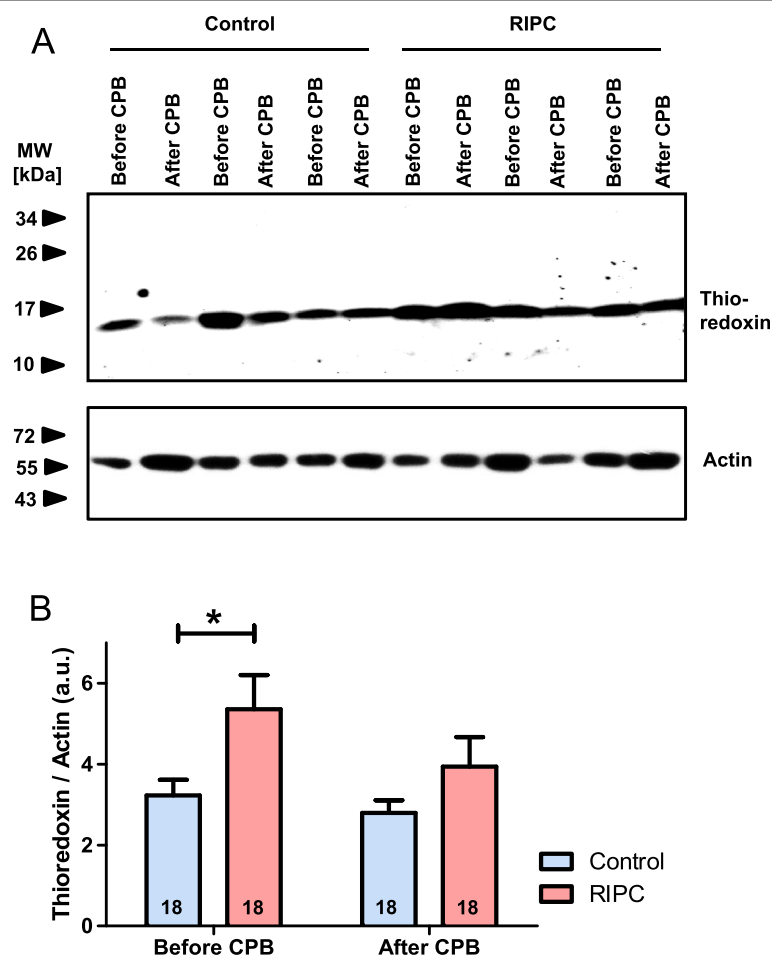 A
Control
RIPC
Before CPB
After CPB
Before CPB
After CPB
Before CPB
After CPB
Before CPB
After CPB
Before CPB
After CPB
Before CPB
After CPB
MW
[kDa]
34
26
17
10
Thio-
redoxin
72
55
43
Actin
B
*
Thioredoxin / Actin (a.u.)
6
4
2
0
18
18
18
18
Before CPB
After CPB
Control
RIPC